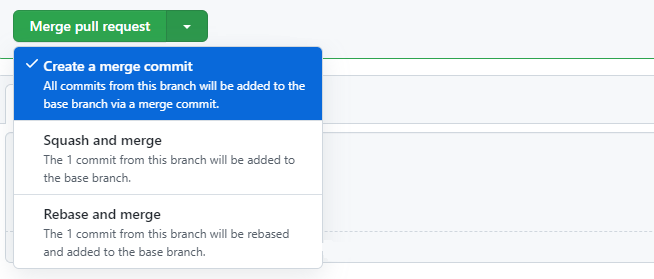 Merge pull request
Create a merge commit
All commits from this branch will be added to the
base branch via a merge commit.
Squash and merge
The 1 commit from this branch will be added to
the base branch.
Rebase and merge
The 1 commit from this branch will be rebased
and added to the base branch.